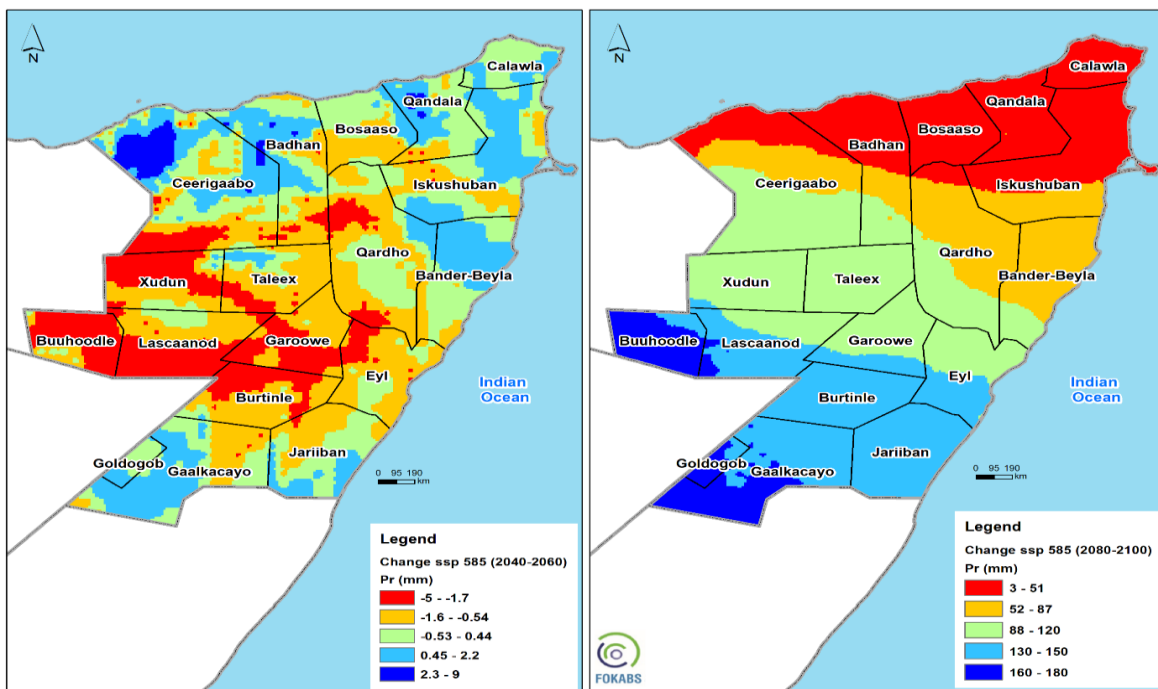 N
Calawla
Qandala
Bosaaso
Badhan
Ceerigaabo
Iskushuban
Qardho
Bander-Beyla
Xudun
Taleex
Buuhoodle
Lascaanod
Garoowe
Eyl
Burtinle
Jariiban
Goldogob
Gaalkacayo
Indian
Ocean
0 95 190
km
Legend
Change ssp 585 (2040-2060)
Pr (mm)
-5 - -1.7
-1.6 - -0.54
-0.53 - 0.44
0.45 - 2.2
2.3 - 9
N
Calawla
Qandala
Bosaaso
Badhan
Ceerigaabo
Iskushuban
Qardho
Bander-Beyla
Xudun
Taleex
Buuhoodle
Lascaanod
Garoowe
Eyl
Burtinle
Jariiban
Goldogob
Gaalkacayo
Indian
Ocean
0 95 190
km
Legend
Change ssp 585 (2080-2100)
Pr (mm)
3 - 51
52 - 87
88 - 120
130 - 150
160 - 180
FOKABS